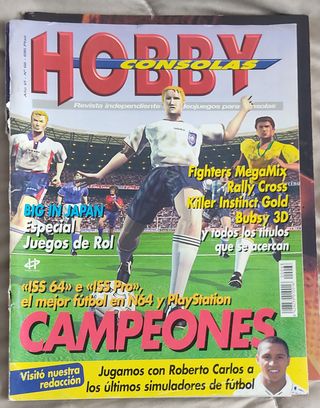 HOBBY
CONSOLAS
Revista independiente de videojuegos para consolas
Fighters MegaMix
Rally Cross
Killer Instinct Gold
Bubsy 3D
y todos los títulos
que se acercan
BIG IN JAPAN
Especial
Juegos de Rol
«ISS 64» e «ISS Pro»,
el mejor fútbol en N64 y PlayStation
CAMPEONES
Visitó nuestra
redacción
Jugamos con Roberto Carlos a
los últimos simuladores de fútbol